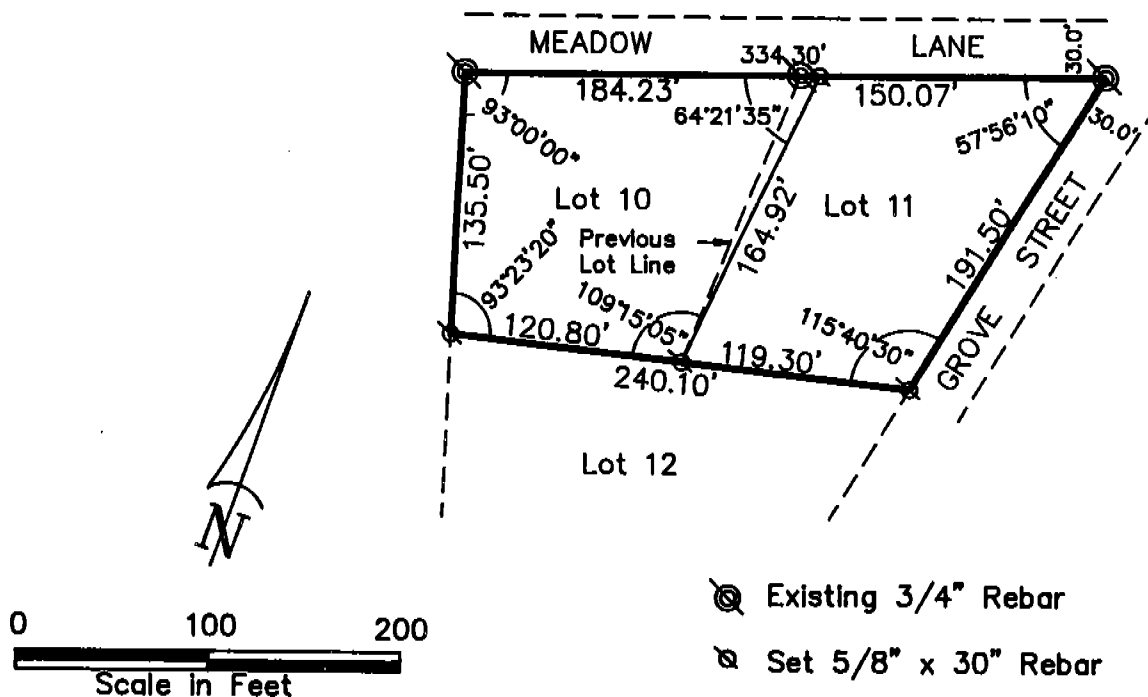 MEADOW LANE
334.30'
30.0'
184.23'
150.07'
93°00'00"
64°21'35"
57°56'10"
30.0'
135.50'
Lot 10
Lot 11
Previous
Lot Line
164.92'
191.50'
GROVE STREET
93°23'20"
109°15'05"
115°40'30"
120.80'
119.30'
240.10'
Lot 12
N
0 100 200
Scale in Feet
Existing 3/4" Rebar
Set 5/8" x 30" Rebar